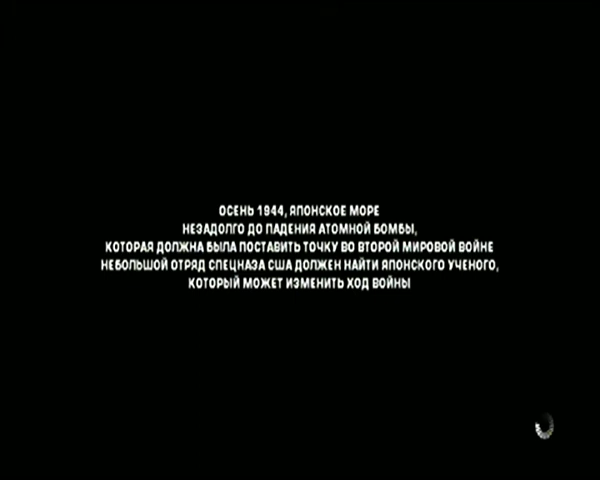 ОСЕНЬ 1944, ЯПОНСКОЕ МОРЕ
НЕЗАДОЛГО ДО ПАДЕНИЯ АТОМНОЙ БОМБЫ,
КОТОРАЯ ДОЛЖНА БЫЛА ПОСТАВИТЬ ТОЧКУ ВО ВТОРОЙ МИРОВОЙ ВОЙНЕ
НЕБОЛЬШОЙ ОТРЯД СПЕЦНАЗА США ДОЛЖЕН НАЙТИ ЯПОНСКОГО УЧЕНОГО,
КОТОРЫЙ МОЖЕТ ИЗМЕНИТЬ ХОД ВОЙНЫ